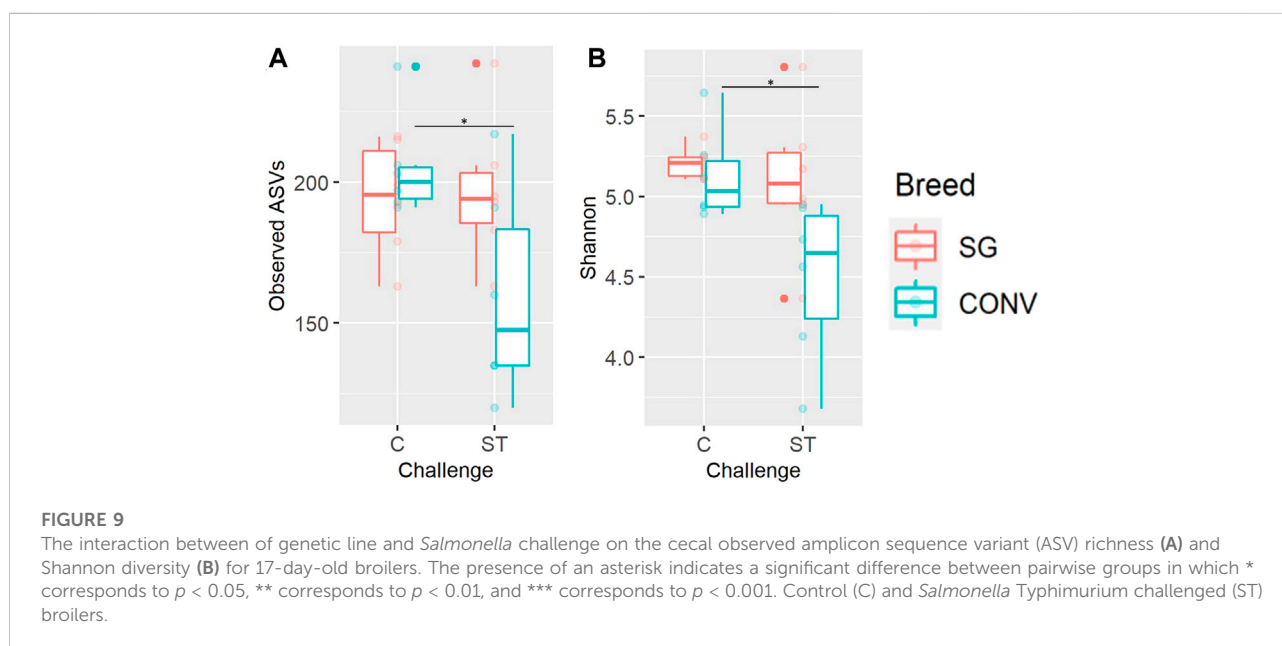 A
B
*
*
Observed ASVs
200
150
C
ST
Challenge
Shannon
5.5
5.0
4.5
4.0
C
ST
Challenge
Breed
SG
CONV
FIGURE 9
The interaction between of genetic line and Salmonella challenge on the cecal observed amplicon sequence variant (ASV) richness (A) and
Shannon diversity (B) for 17-day-old broilers. The presence of an asterisk indicates a significant difference between pairwise groups in which *
corresponds to p < 0.05, ** corresponds to p < 0.01, and *** corresponds to p < 0.001. Control (C) and Salmonella Typhimurium challenged (ST)
broilers.